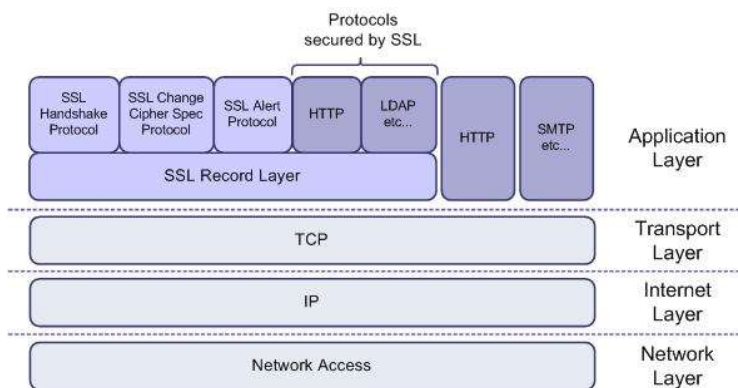 Protocols
secured by SSL
SSL
Handshake
Protocol
SSL Change
Cipher Spec
Protocol
SSL Alert
Protocol
HTTP
LDAP
etc...
HTTP
SMTP
etc...
SSL Record Layer
Application
Layer
TCP
Transport
Layer
IP
Internet
Layer
Network Access
Network
Layer